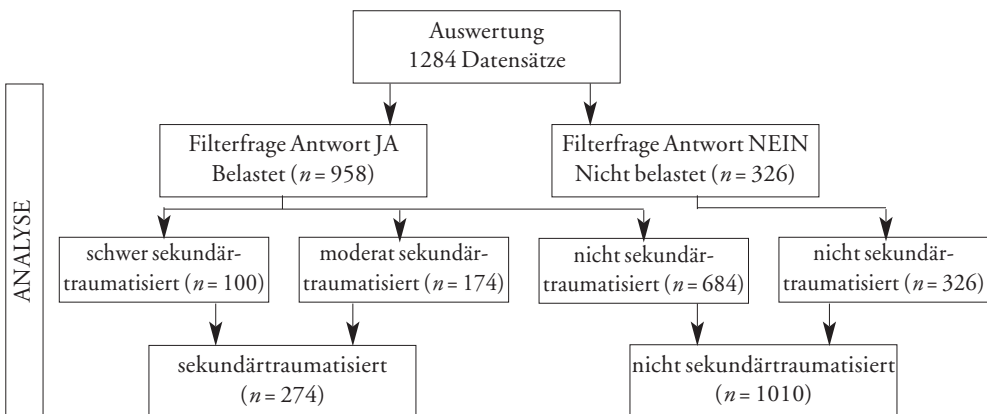 Auswertung
1284 Datensätze
ANALYSE
Filterfrage Antwort JA
Belastet (n = 958)
Filterfrage Antwort NEIN
Nicht belastet (n = 326)
schwer sekundär-
traumatisiert (n = 100)
moderat sekundär-
traumatisiert (n = 174)
nicht sekundär-
traumatisiert (n = 684)
nicht sekundär-
traumatisiert (n = 326)
sekundärtraumatisiert
(n = 274)
nicht sekundärtraumatisiert
(n = 1010)